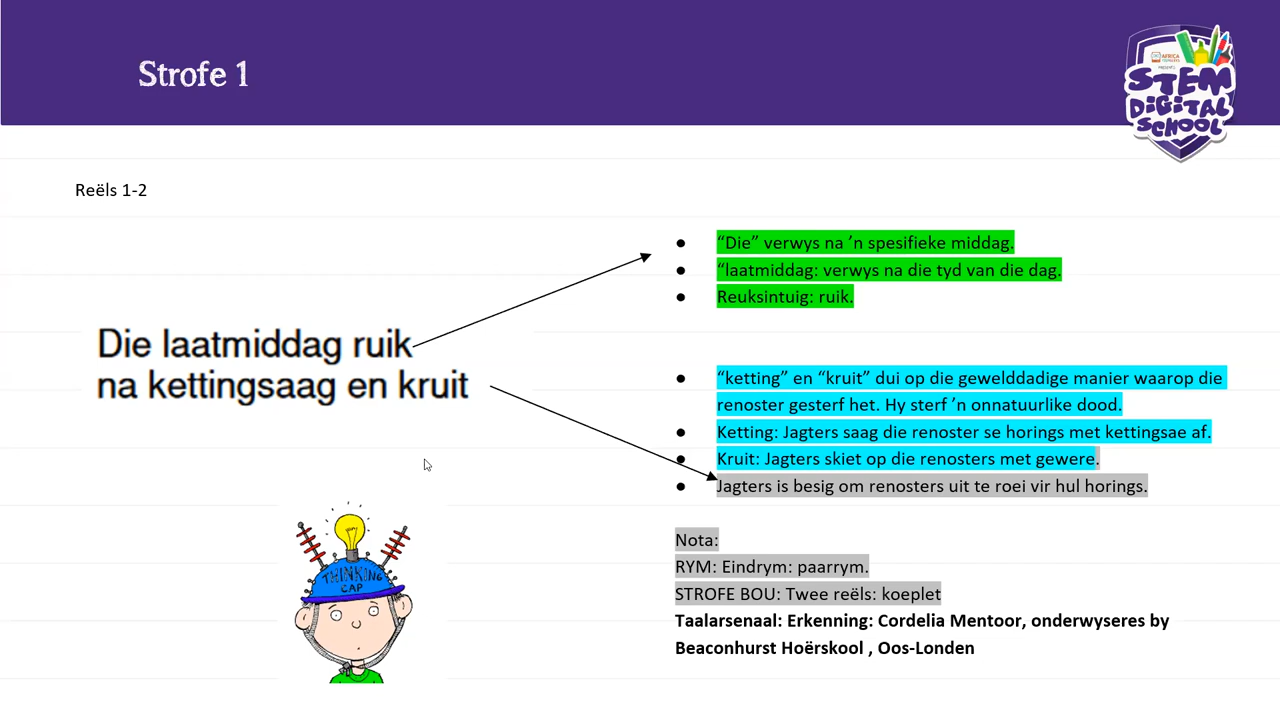 Strofe 1
AFRICA
PRESENTS
STEM
DIGITAL
SCHOOL
Reëls 1-2
Die laatmiddag ruik
na kettingsaag en kruit
● “Die” verwys na ’n spesifieke middag.
● “laatmiddag: verwys na die tyd van die dag.
● Reuksintuig: ruik.
● “ketting” en “kruit” dui op die gewelddadige manier waarop die
renoster gesterf het. Hy sterf ’n onnatuurlike dood.
● Ketting: Jagters saag die renoster se horings met kettingsae af.
● Kruit: Jagters skiet op die renosters met gewere.
● Jagters is besig om renosters uit te roei vir hul horings.
THINKING
CAP
Nota:
RYM: Eindrym: paarrym.
STROFE BOU: Twee reëls: koeplet
Taalarsenaal: Erkenning: Cordelia Mentoor, onderwyseres by
Beaconhurst Hoërskool , Oos-Londen